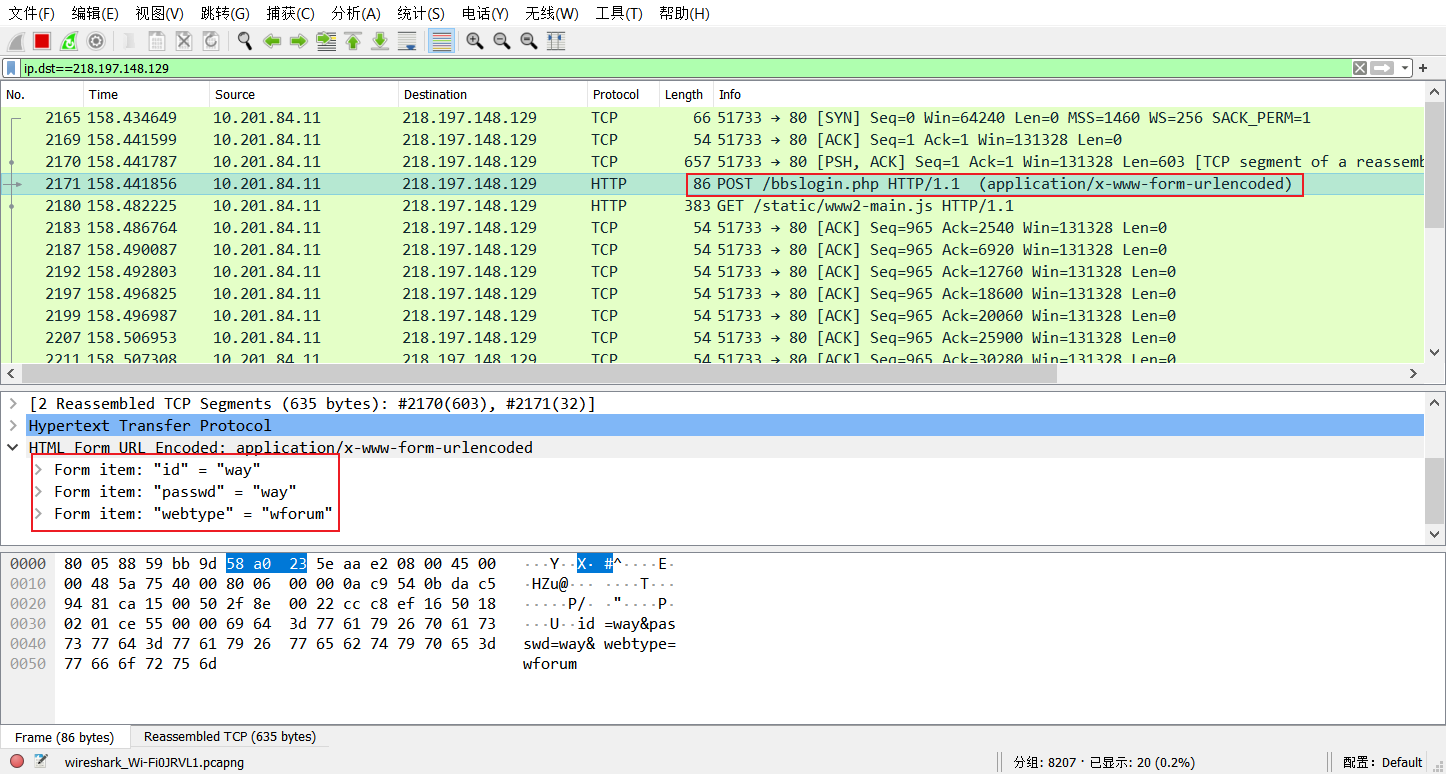 文件(F) 编辑(E) 视图(V) 跳转(G) 捕获(C) 分析(A) 统计(S) 电话(Y) 无线(W) 工具(T) 帮助(H)
ip.dst==218.197.148.129
No. Time Source Destination Protocol Length Info
2165 158.434649 10.201.84.11 218.197.148.129 TCP 66 51733 → 80 [SYN] Seq=0 Win=64240 Len=0 MSS=1460 WS=256 SACK_PERM=1
2169 158.441599 10.201.84.11 218.197.148.129 TCP 54 51733 → 80 [ACK] Seq=1 Ack=1 Win=131328 Len=0
2170 158.441787 10.201.84.11 218.197.148.129 TCP 657 51733 → 80 [PSH, ACK] Seq=1 Ack=1 Win=131328 Len=603 [TCP segment of a reassemb
2171 158.441856 10.201.84.11 218.197.148.129 HTTP 86 POST /bbslogin.php HTTP/1.1 (application/x-www-form-urlencoded)
2180 158.482225 10.201.84.11 218.197.148.129 HTTP 383 GET /static/www2-main.js HTTP/1.1
2183 158.486764 10.201.84.11 218.197.148.129 TCP 54 51733 → 80 [ACK] Seq=965 Ack=2540 Win=131328 Len=0
2187 158.490087 10.201.84.11 218.197.148.129 TCP 54 51733 → 80 [ACK] Seq=965 Ack=6920 Win=131328 Len=0
2192 158.492803 10.201.84.11 218.197.148.129 TCP 54 51733 → 80 [ACK] Seq=965 Ack=12760 Win=131328 Len=0
2197 158.496825 10.201.84.11 218.197.148.129 TCP 54 51733 → 80 [ACK] Seq=965 Ack=18600 Win=131328 Len=0
2199 158.496987 10.201.84.11 218.197.148.129 TCP 54 51733 → 80 [ACK] Seq=965 Ack=20060 Win=131328 Len=0
2207 158.506953 10.201.84.11 218.197.148.129 TCP 54 51733 → 80 [ACK] Seq=965 Ack=25900 Win=131328 Len=0
2211 158.507308 10.201.84.11 218.197.148.129 TCP 54 51733 → 80 [ACK] Seq=965 Ack=30280 Win=131328 Len=0
[2 Reassembled TCP Segments (635 bytes): #2170(603), #2171(32)]
Hypertext Transfer Protocol
HTML Form URL Encoded: application/x-www-form-urlencoded
Form item: "id" = "way"
Form item: "passwd" = "way"
Form item: "webtype" = "wforum"
0000 80 05 88 59 bb 9d 58 a0 23 5e aa e2 08 00 45 00 ···Y··X· #^····E·
0010 00 48 5a 75 40 00 80 06 00 00 0a c9 54 0b da c5 ·HZu@··· ····T···
0020 94 81 ca 15 00 50 2f 8e 00 22 cc c8 ef 16 50 18 ·····P/· ·"····P·
0030 02 01 ce 55 00 00 69 64 3d 77 61 79 26 70 61 73 ···U··id =way&pas
0040 73 77 64 3d 77 61 79 26 77 65 62 74 79 70 65 3d swd=way& webtype=
0050 77 66 6f 72 75 6d wforum
Frame (86 bytes) Reassembled TCP (635 bytes)
wireshark_Wi-Fi0JRVL1.pcapng 分组: 8207 · 已显示: 20 (0.2%) 配置: Default